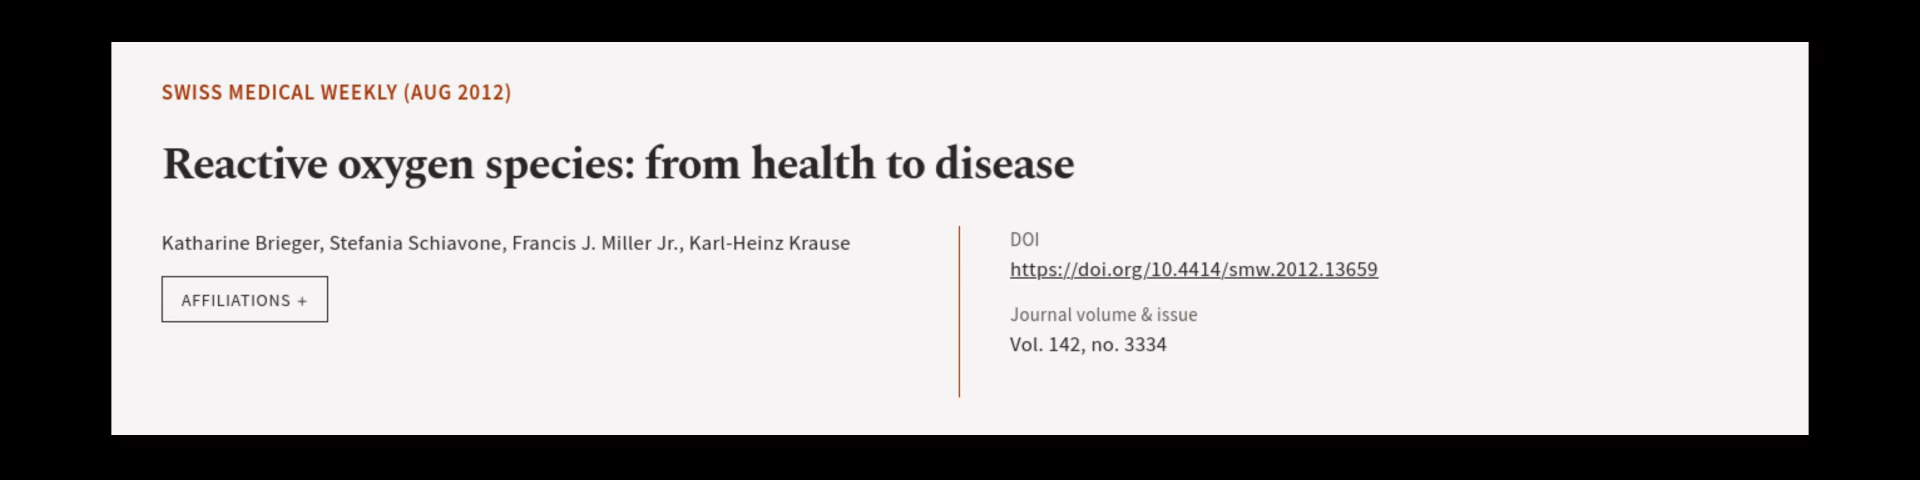 SWISS MEDICAL WEEKLY (AUG 2012)
Reactive oxygen species: from health to disease
Katharine Brieger, Stefania Schiavone, Francis J. Miller Jr., Karl-Heinz Krause
AFFILIATIONS +
DOI
https://doi.org/10.4414/smw.2012.13659
Journal volume & issue
Vol. 142, no. 3334